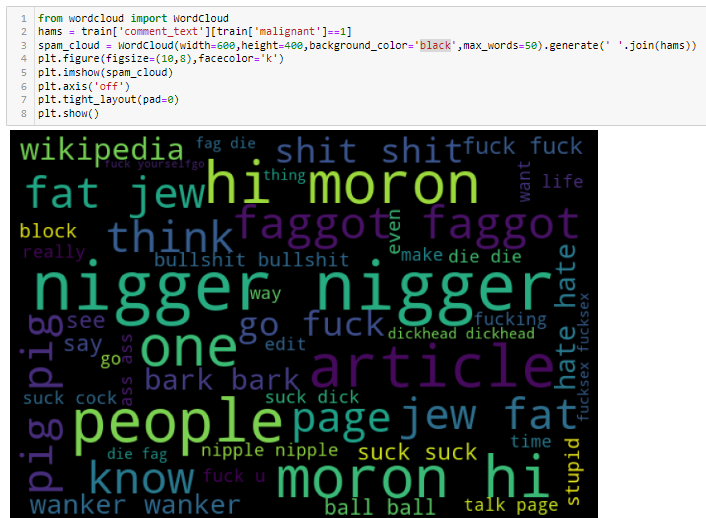 1 from wordcloud import WordCloud
2 hams = train['comment_text'][train['malignant']==1]
3 spam_cloud = WordCloud(width=600,height=400,background_color='black',max_words=50).generate(' '.join(hams))
4 plt.figure(figsize=(10,8),facecolor='k')
5 plt.imshow(spam_cloud)
6 plt.axis('off')
7 plt.tight_layout(pad=0)
8 plt.show()
wikipedia
fag die
shit shit
fuck fuck
fuck yourselfgo
fat jew
hi moron
thing
want
life
block
think
faggot faggot
even
really
bullshit bullshit
make
die die
nigger nigger
way
hate hate
pig pig
see
go fuck
fucking
say
one
edit
dickhead dickhead
go
ass ass
bark bark
article
fucksex fucksex
suck cock
suck dick
people
page
jew fat
time
nipple nipple
suck suck
stupid
die fag
know
fuck u
moron hi
wanker wanker
ball ball
talk page